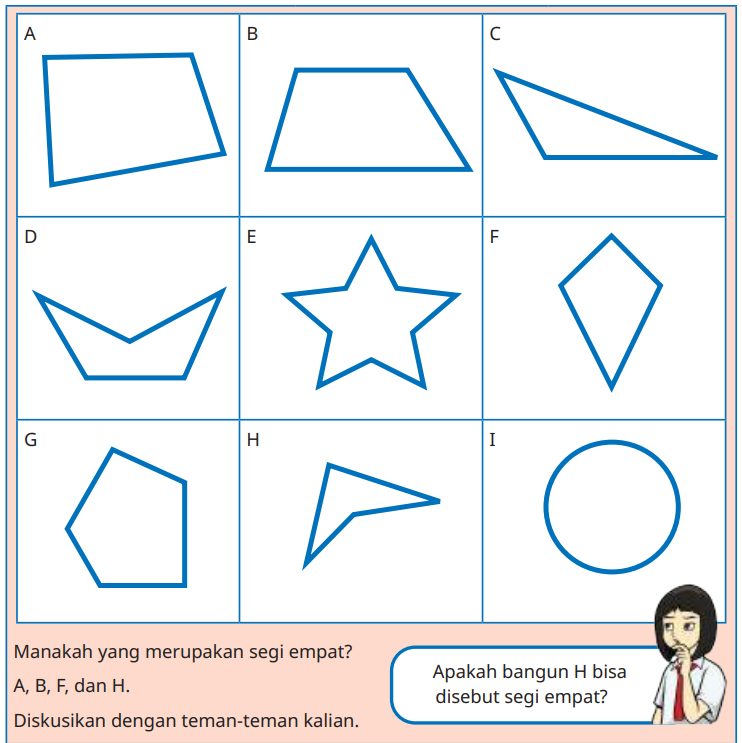 A
B
C
D
E
F
G
H
I
Manakah yang merupakan segi empat?
A, B, F, dan H.
Diskusikan dengan teman-teman kalian.
Apakah bangun H bisa
disebut segi empat?